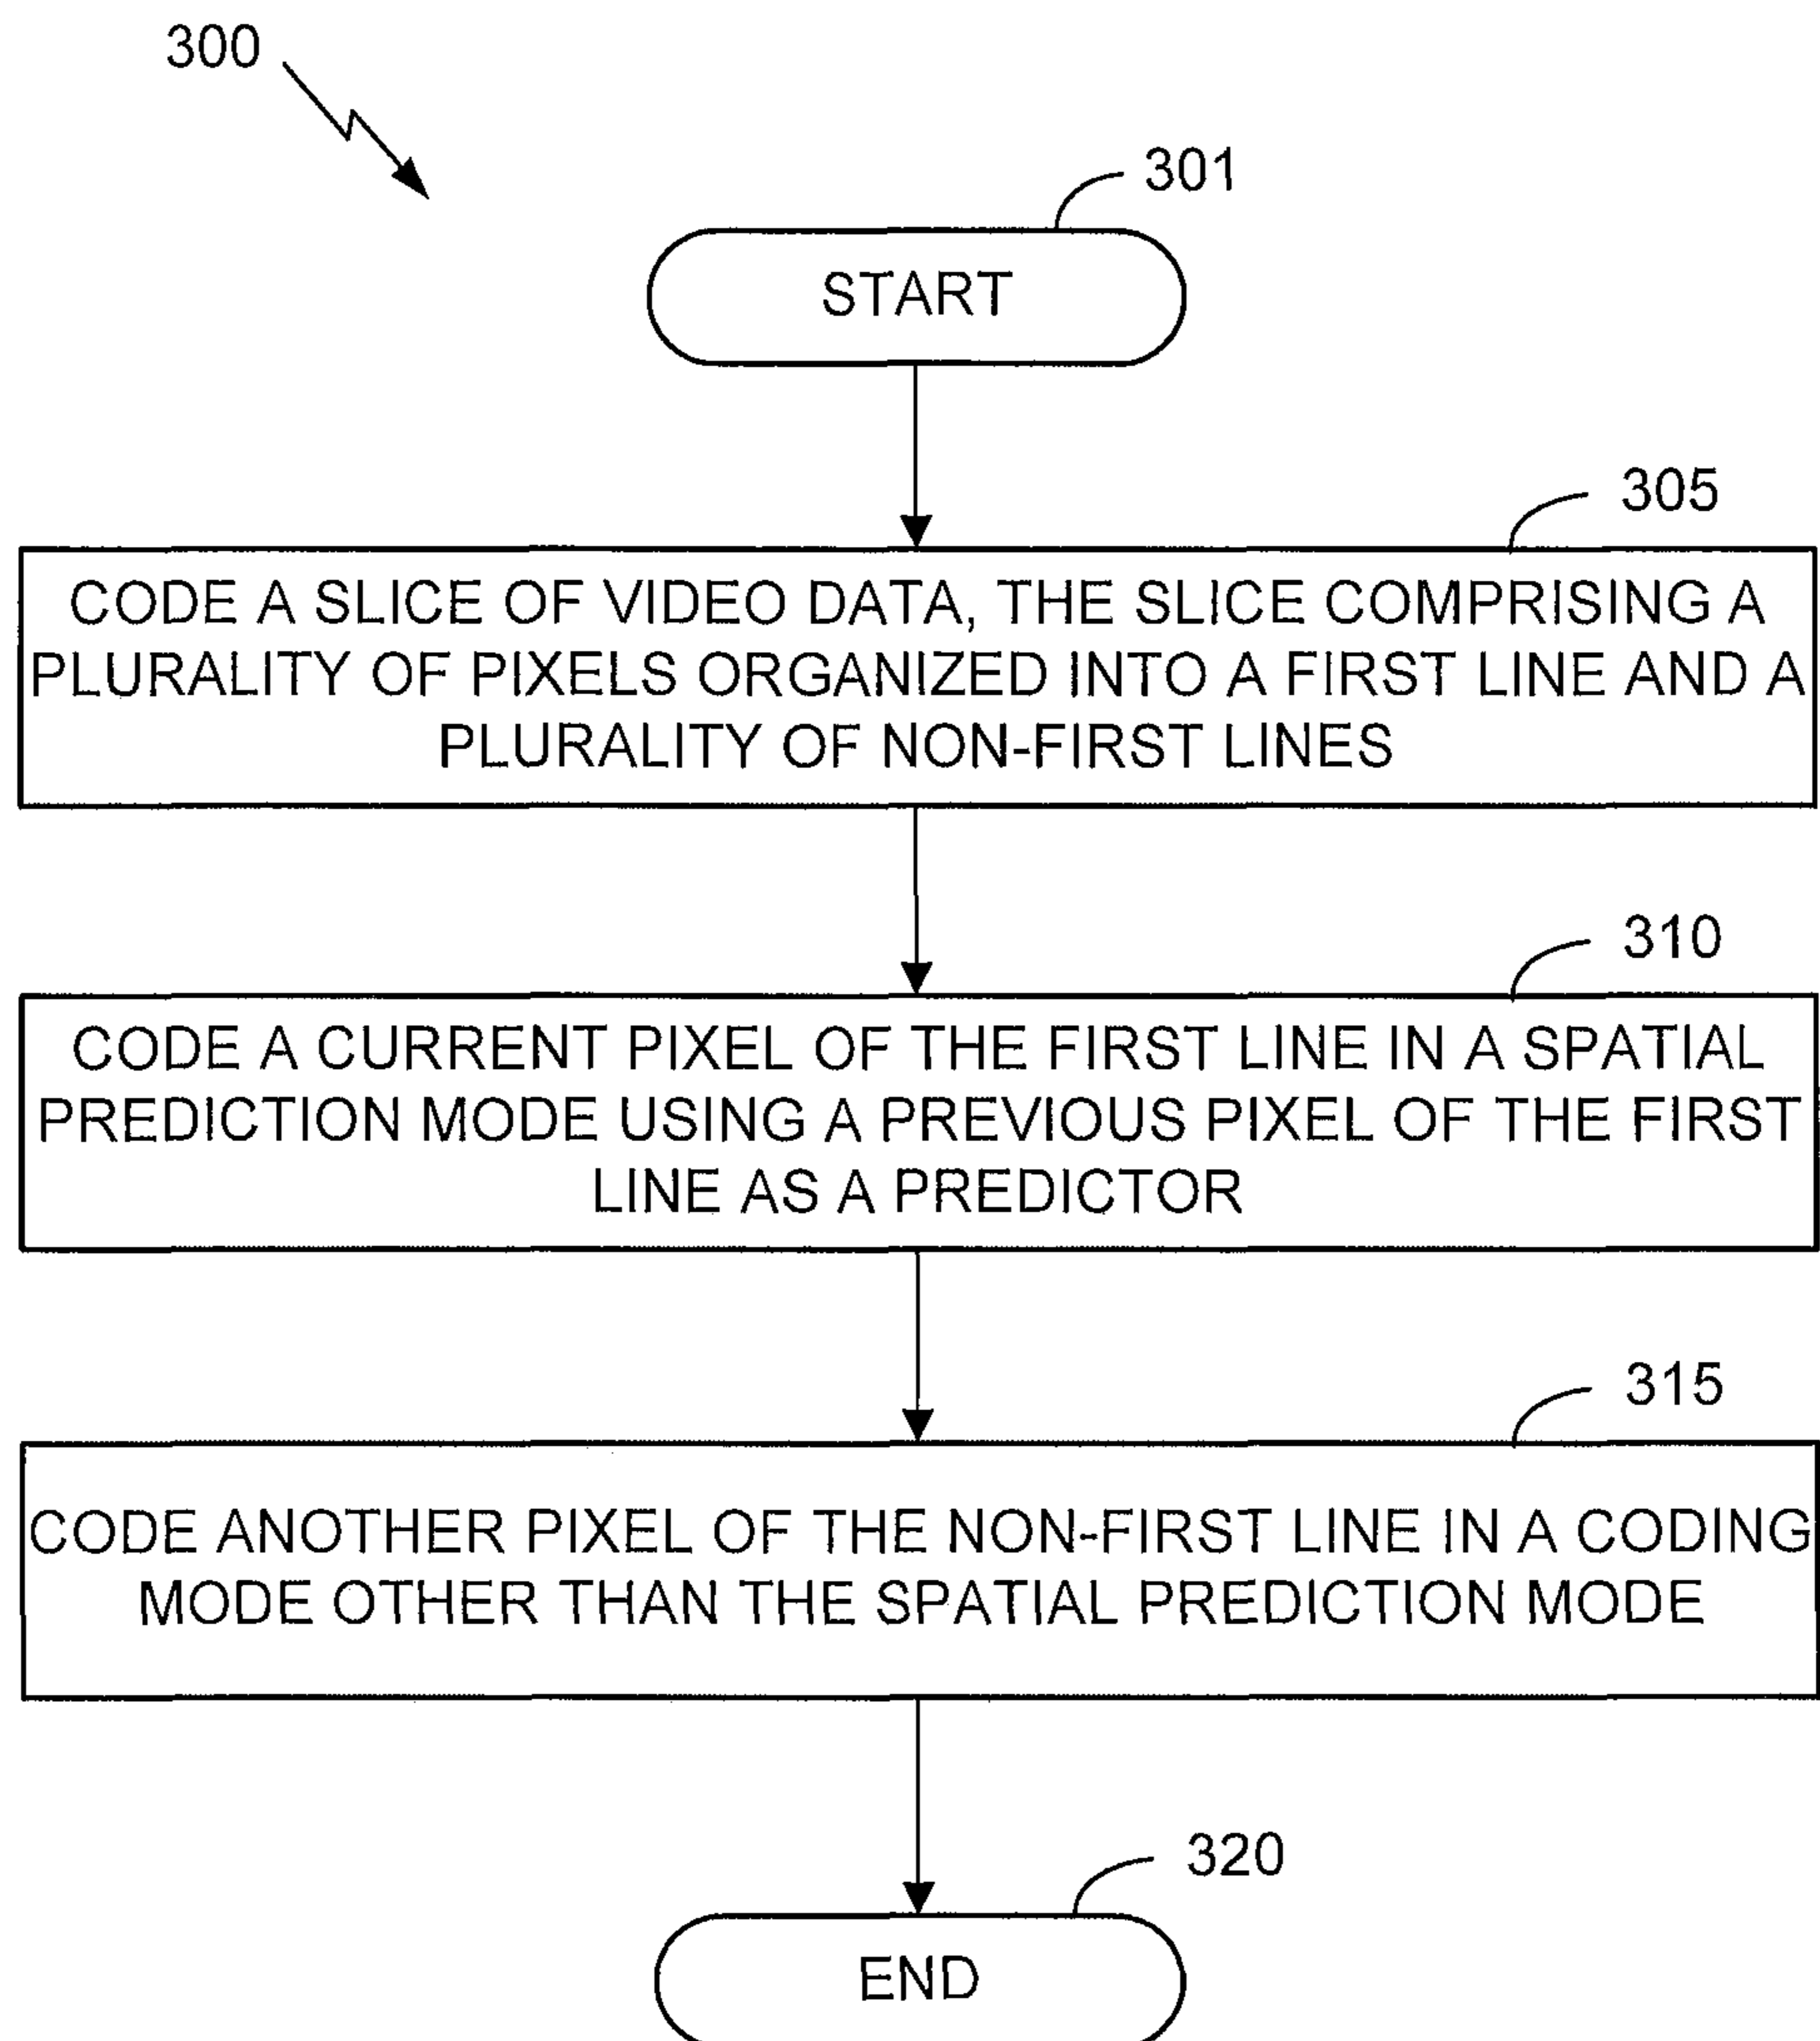 300
301
START
305
CODE A SLICE OF VIDEO DATA, THE SLICE COMPRISING A
PLURALITY OF PIXELS ORGANIZED INTO A FIRST LINE AND A
PLURALITY OF NON-FIRST LINES
310
CODE A CURRENT PIXEL OF THE FIRST LINE IN A SPATIAL
PREDICTION MODE USING A PREVIOUS PIXEL OF THE FIRST
LINE AS A PREDICTOR
315
CODE ANOTHER PIXEL OF THE NON-FIRST LINE IN A CODING
MODE OTHER THAN THE SPATIAL PREDICTION MODE
320
END